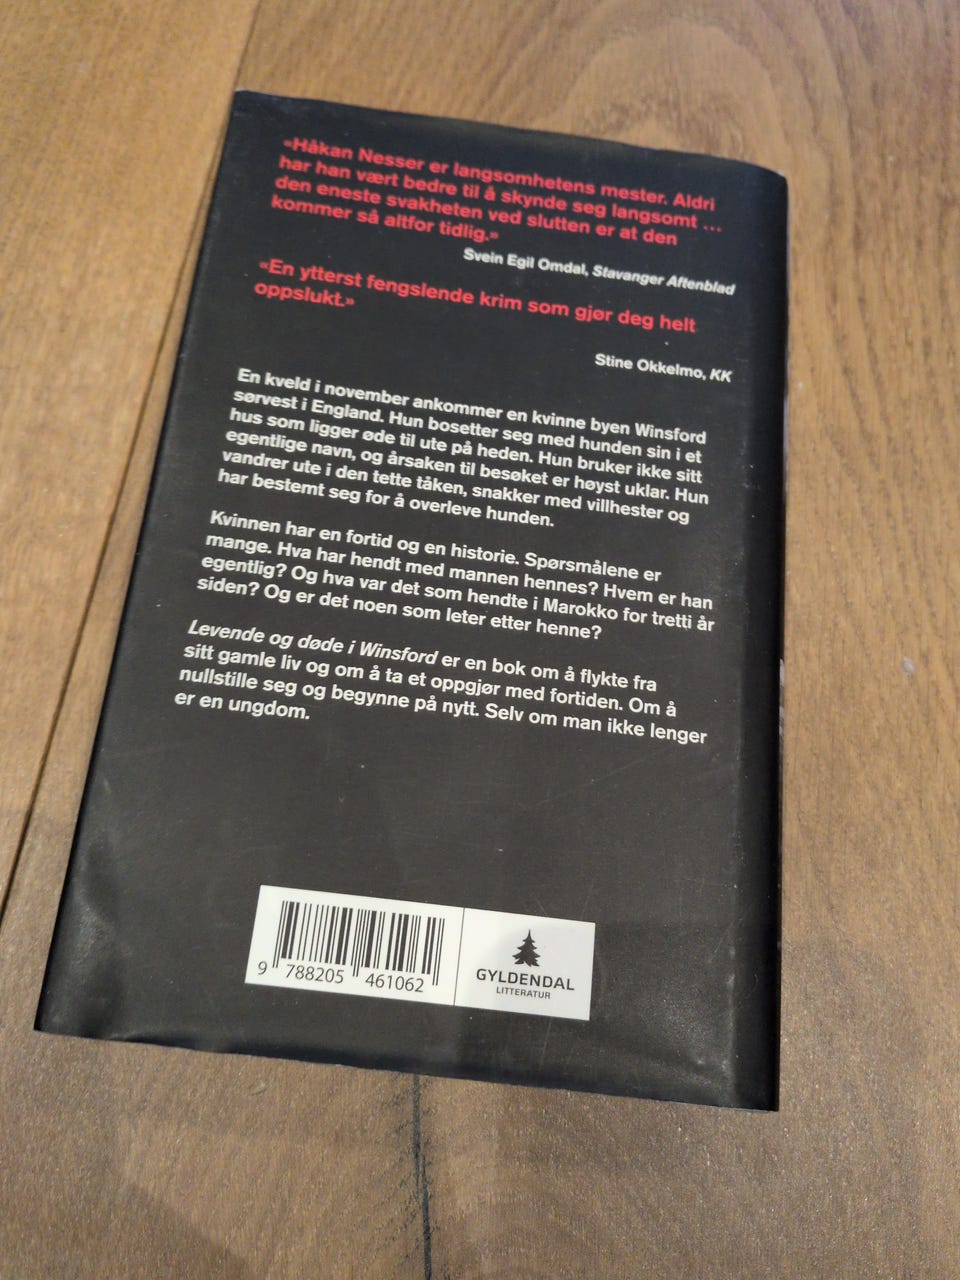 «Håkan Nesser er langsomhetens mester. Aldri
har han vært bedre til å skynde seg langsomt ...
den eneste svakheten ved slutten er at den
kommer så altfor tidlig.»
Svein Egil Omdal, Stavanger Aftenblad
«En ytterst fengslende krim som gjør deg helt
oppslukt.»
Stine Okkelmo, KK
En kveld i november ankommer en kvinne byen Winsford
sørvest i England. Hun bosetter seg med hunden sin i et
hus som ligger øde til ute på heden. Hun bruker ikke sitt
egentlige navn, og årsaken til besøket er høyst uklar. Hun
vandrer ute i den tette tåken, snakker med villhester og
har bestemt seg for å overleve hunden.
Kvinnen har en fortid og en historie. Spørsmålene er
mange. Hva har hendt med mannen hennes? Hvem er han
egentlig? Og hva var det som hendte i Marokko for tretti år
siden? Og er det noen som leter etter henne?
Levende og døde i Winsford er en bok om å flykte fra
sitt gamle liv og om å ta et oppgjør med fortiden. Om å
nullstille seg og begynne på nytt. Selv om man ikke lenger
er en ungdom.
9 788205 461062
GYLDENDAL
LITTERATUR